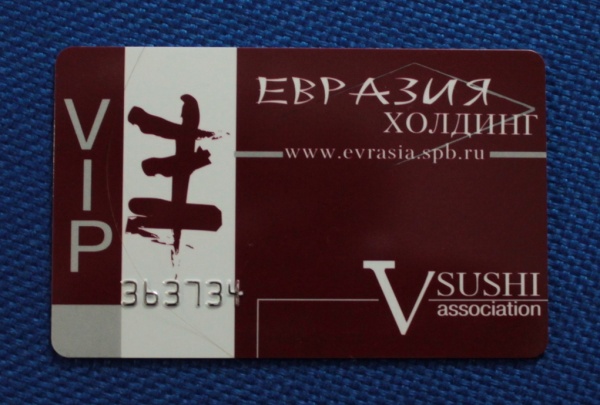 VIP
ЕВРАЗИЯ
ХОЛДИНГ
www.evrasia.spb.ru
363734
V SUSHI
association